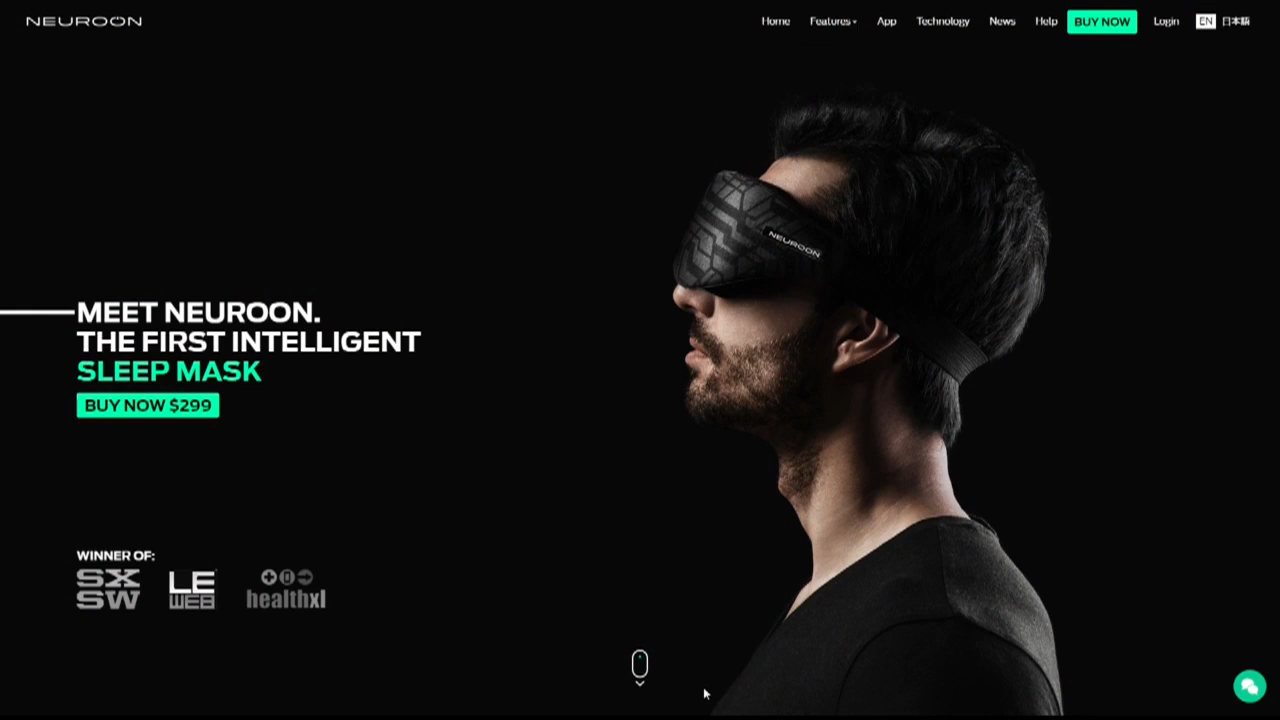 NEUROON
Home Features App Technology News Help BUY NOW Login EN 日本語
NEUROON
MEET NEUROON.
THE FIRST INTELLIGENT
SLEEP MASK
BUY NOW $299
WINNER OF:
SX
SW
LE
WEB
healthxl